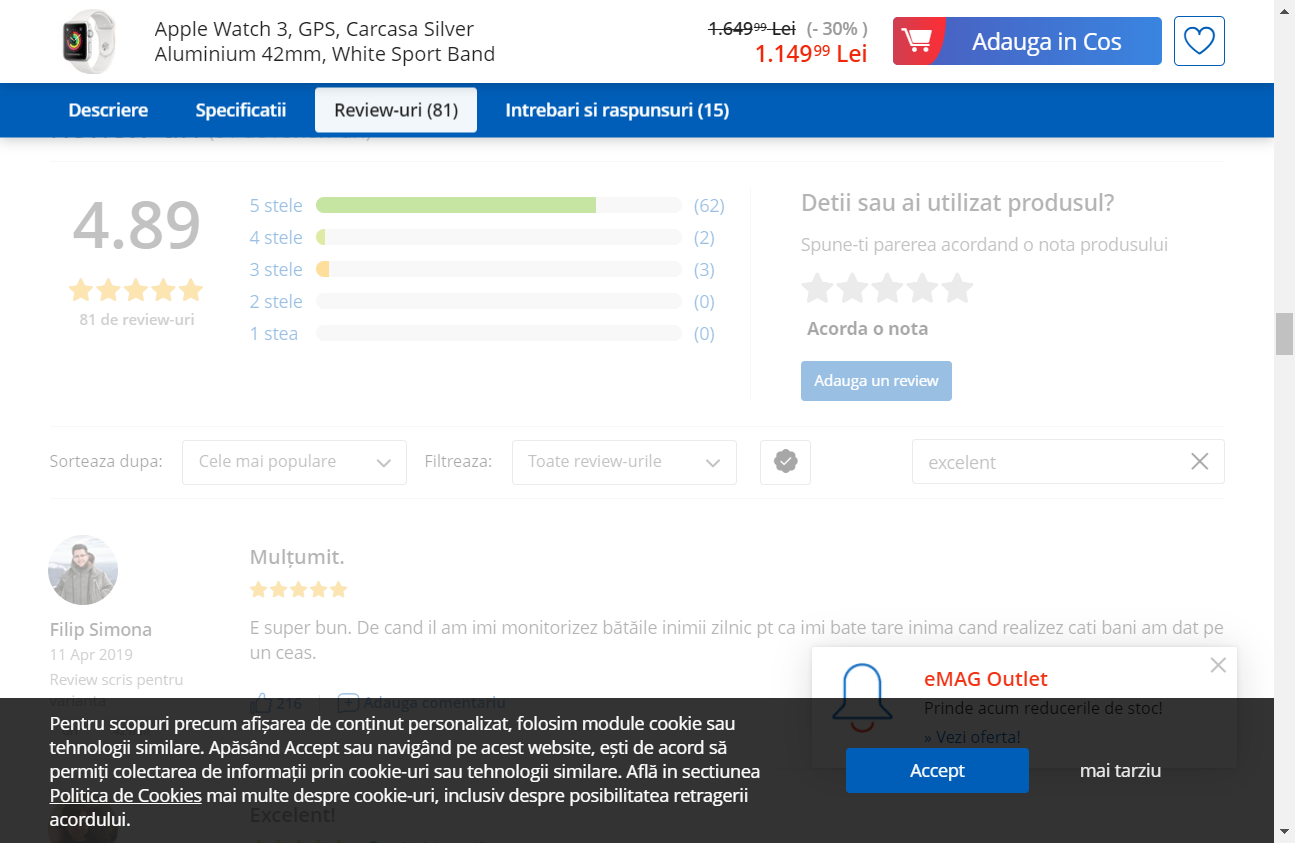 Apple Watch 3, GPS, Carcasa Silver
Aluminium 42mm, White Sport Band
1.649⁹⁹ Lei (- 30% )
1.149⁹⁹ Lei
Adauga in Cos
Descriere
Specificatii
Review-uri (81)
Intrebari si raspunsuri (15)
4.89
81 de review-uri
5 stele (62)
4 stele (2)
3 stele (3)
2 stele (0)
1 stea (0)
Detii sau ai utilizat produsul?
Spune-ti parerea acordand o nota produsului
Acorda o nota
Adauga un review
Sorteaza dupa: Cele mai populare
Filtreaza: Toate review-urile
excelent
Filip Simona
11 Apr 2019
Review scris pentru
varianta
Mulțumit.
E super bun. De cand il am imi monitorizez bătăile inimii zilnic pt ca imi bate tare inima cand realizez cati bani am dat pe
un ceas.
216
Adauga comentariu
Excelent!
eMAG Outlet
Prinde acum reducerile de stoc!
» Vezi oferta!
Pentru scopuri precum afișarea de conținut personalizat, folosim module cookie sau
tehnologii similare. Apăsând Accept sau navigând pe acest website, ești de acord să
permiți colectarea de informații prin cookie-uri sau tehnologii similare. Află in sectiunea
Politica de Cookies mai multe despre cookie-uri, inclusiv despre posibilitatea retragerii
acordului.
Accept
mai tarziu